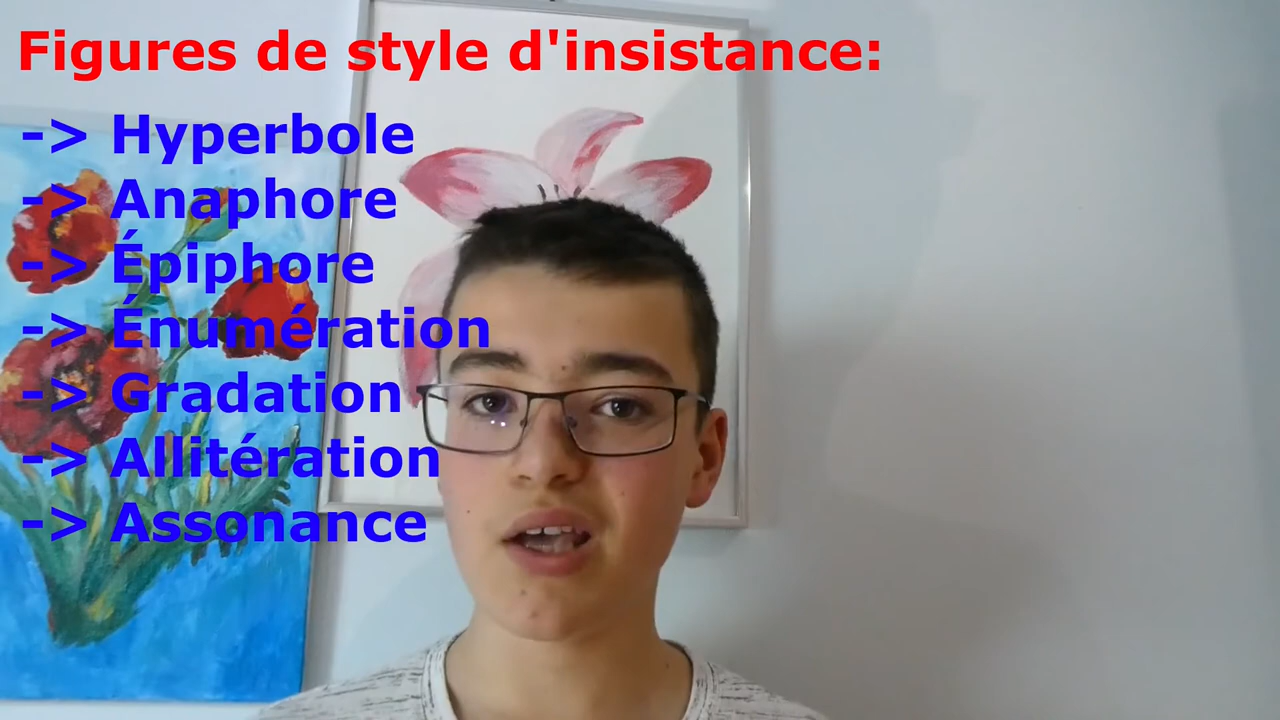 Figures de style d'insistance:
-> Hyperbole
-> Anaphore
-> Épiphore
-> Énumération
-> Gradation
-> Allitération
-> Assonance